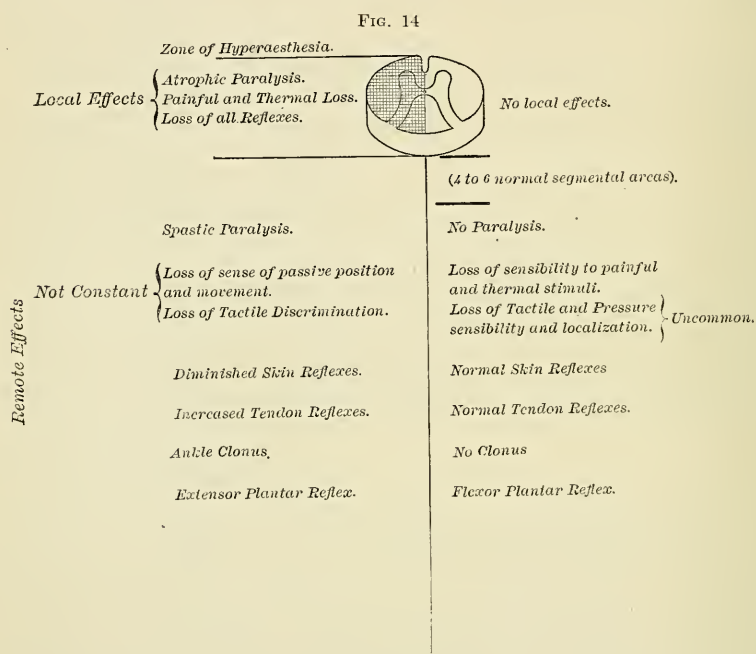 FIG. 14
Zone of Hyperaesthesia.
Local Effects
Atrophic Paralysis.
Painful and Thermal Loss.
Loss of all Reflexes.
No local effects.
(4 to 6 normal segmental areas).
Remote Effects
Spastic Paralysis.
No Paralysis.
Not Constant
Loss of sense of passive position
and movement.
Loss of Tactile Discrimination.
Loss of sensibility to painful
and thermal stimuli.
Loss of Tactile and Pressure
sensibility and localization.
Uncommon.
Diminished Skin Reflexes.
Normal Skin Reflexes
Increased Tendon Reflexes.
Normal Tendon Reflexes.
Ankle Clonus.
No Clonus
Extensor Plantar Reflex.
Flexor Plantar Reflex.